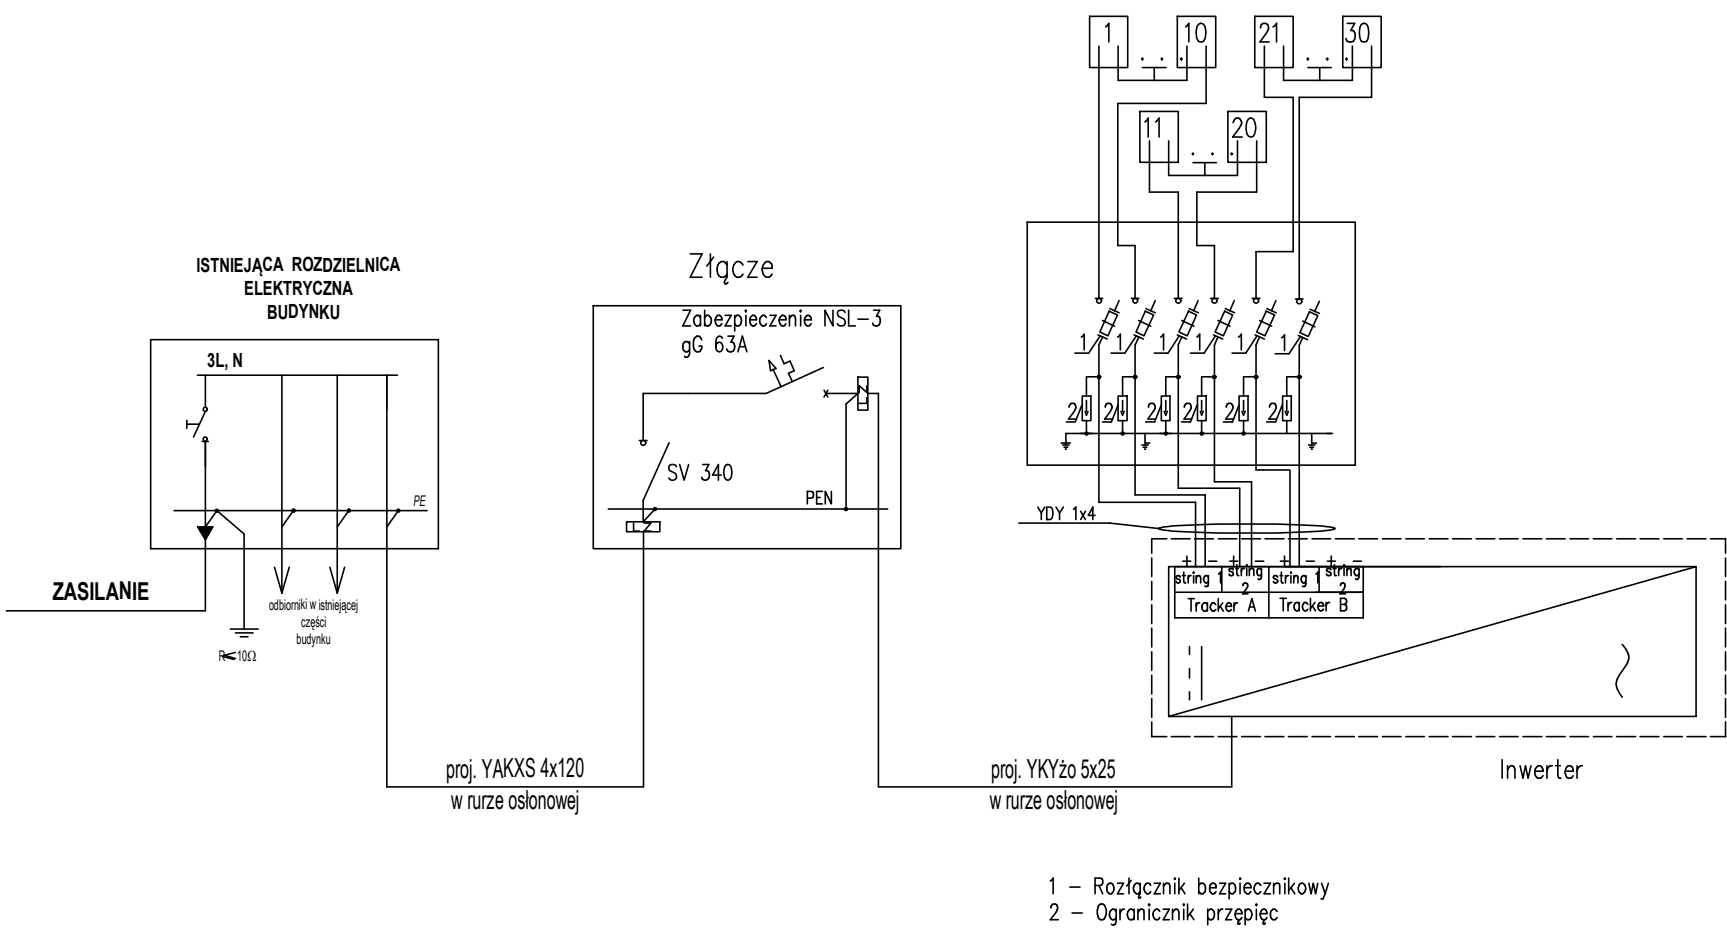 1
10
21
30
11
20
ISTNIEJĄCA ROZDZIELNICA
ELEKTRYCZNA
BUDYNKU
3L, N
PE
ZASILANIE
odbiorniki w istniejącej
części
budynku
R<10Ω
Złącze
Zabezpieczenie NSL-3
gG 63A
SV 340
PEN
1 1 1 1 1 1
2 2 2 2 2 2
YDY 1x4
+ - + - + - + -
string 1
string
2
string 1
string
2
Tracker A
Tracker B
Inwerter
proj. YAKXS 4x120
w rurze osłonowej
proj. YKYżo 5x25
w rurze osłonowej
1 - Rozłącznik bezpiecznikowy
2 - Ogranicznik przępięc